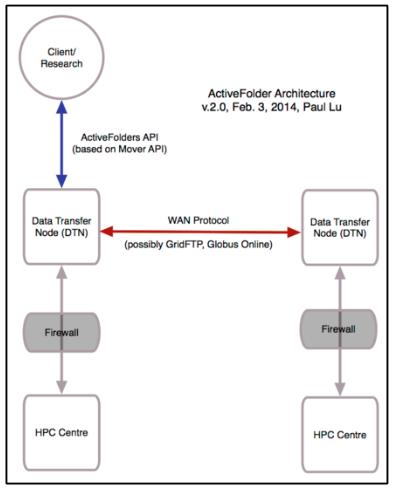 Client/
Research
ActiveFolder Architecture
v.2.0, Feb. 3, 2014, Paul Lu
ActiveFolders API
(based on Mover API)
Data Transfer
Node (DTN)
WAN Protocol
(possibly GridFTP, Globus Online)
Data Transfer
Node (DTN)
Firewall
Firewall
HPC Centre
HPC Centre